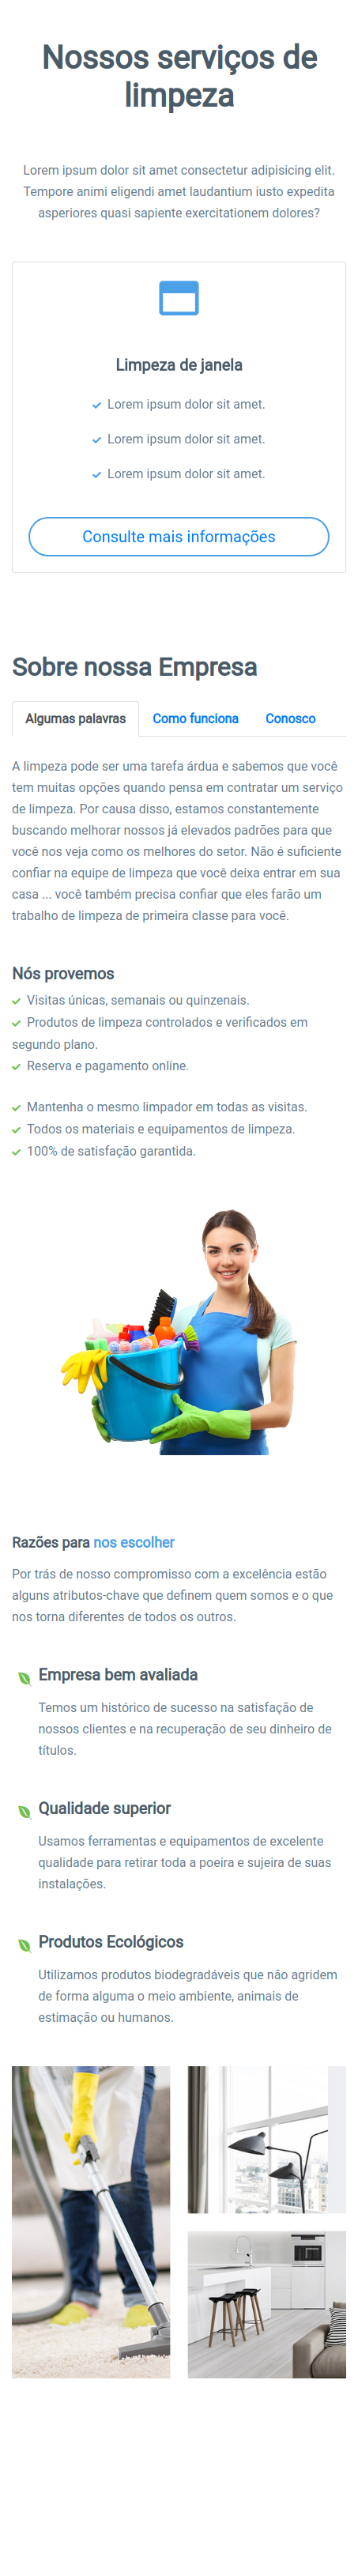 Nossos serviços de
limpeza
Lorem ipsum dolor sit amet consectetur adipisicing elit.
Tempore animi eligendi amet laudantium iusto expedita
asperiores quasi sapiente exercitationem dolores?
Limpeza de janela
Lorem ipsum dolor sit amet.
Lorem ipsum dolor sit amet.
Lorem ipsum dolor sit amet.
Consulte mais informações
Sobre nossa Empresa
Algumas palavras Como funciona Conosco
A limpeza pode ser uma tarefa árdua e sabemos que você
tem muitas opções quando pensa em contratar um serviço
de limpeza. Por causa disso, estamos constantemente
buscando melhorar nossos já elevados padrões para que
você nos veja como os melhores do setor. Não é suficiente
confiar na equipe de limpeza que você deixa entrar em sua
casa ... você também precisa confiar que eles farão um
trabalho de limpeza de primeira classe para você.
Nós provemos
Visitas únicas, semanais ou quinzenais.
Produtos de limpeza controlados e verificados em
segundo plano.
Reserva e pagamento online.
Mantenha o mesmo limpador em todas as visitas.
Todos os materiais e equipamentos de limpeza.
100% de satisfação garantida.
Razões para nos escolher
Por trás de nosso compromisso com a excelência estão
alguns atributos-chave que definem quem somos e o que
nos torna diferentes de todos os outros.
Empresa bem avaliada
Temos um histórico de sucesso na satisfação de
nossos clientes e na recuperação de seu dinheiro de
títulos.
Qualidade superior
Usamos ferramentas e equipamentos de excelente
qualidade para retirar toda a poeira e sujeira de suas
instalações.
Produtos Ecológicos
Utilizamos produtos biodegradáveis que não agridem
de forma alguma o meio ambiente, animais de
estimação ou humanos.